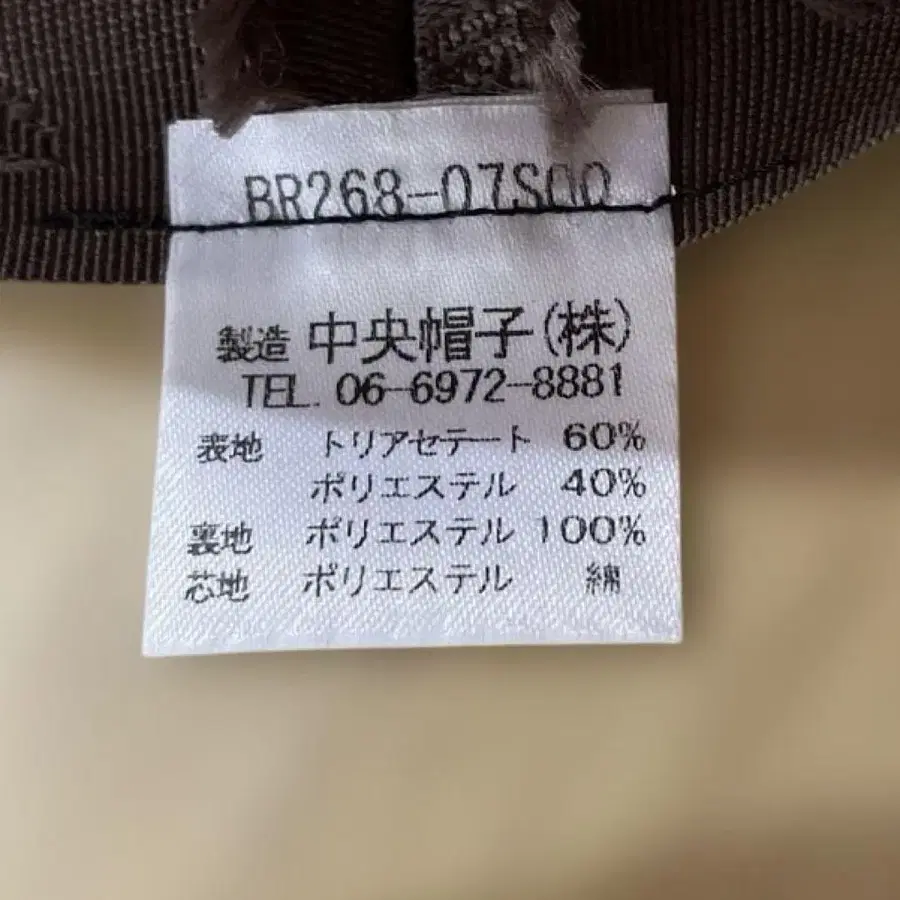 BR268-07S00
製造 中央帽子(株)
TEL. 06-6972-8881
表地 トリアセテート 60%
ポリエステル 40%
裏地 ポリエステル 100%
芯地 ポリエステル 綿